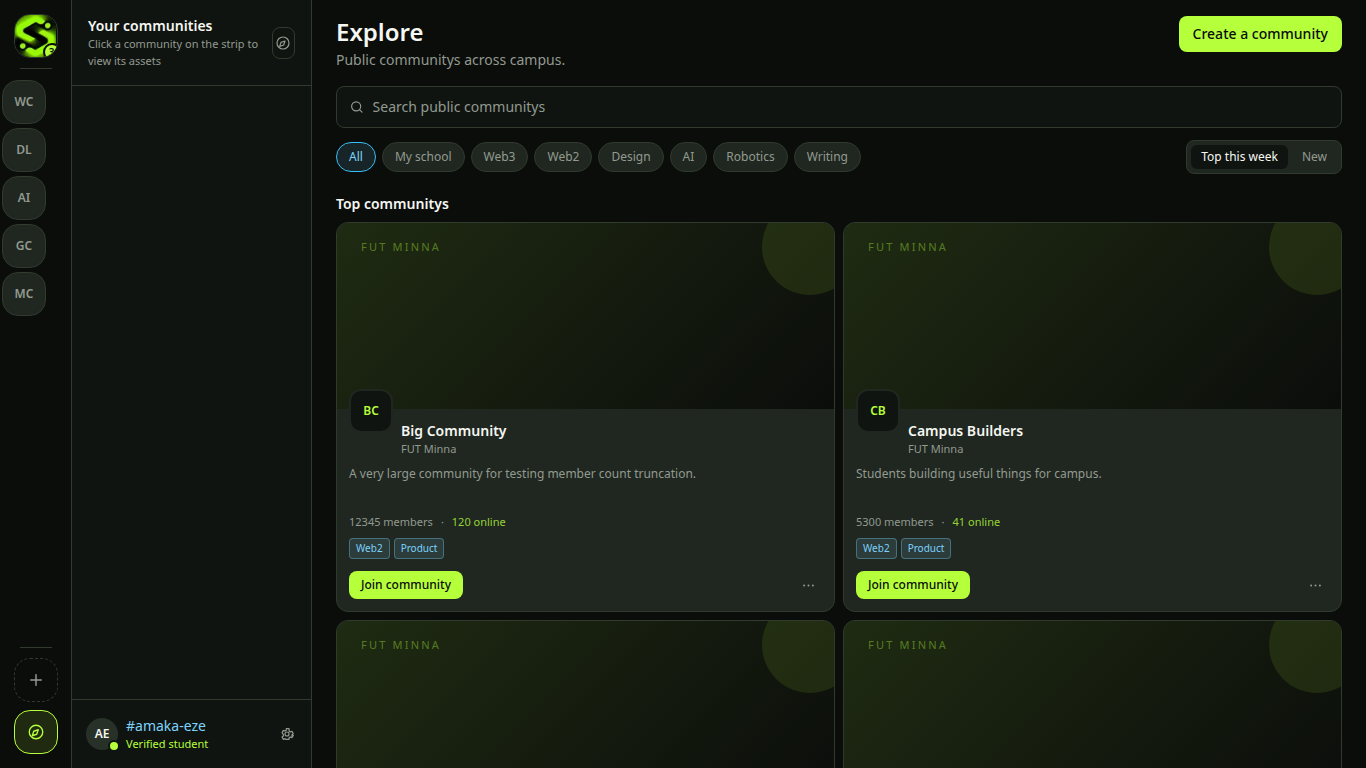 Your communities
Click a community on the strip to
view its assets
WC
DL
AI
GC
MC
#amaka-eze
AE
Verified student
Explore
Create a community
Public communitys across campus.
Search public communitys
All
My school
Web3
Web2
Design
AI
Robotics
Writing
Top this week
New
Top communitys
FUT MINNA
BC
Big Community
FUT Minna
A very large community for testing member count truncation.
12345 members · 120 online
Web2
Product
Join community
...
FUT MINNA
CB
Campus Builders
FUT Minna
Students building useful things for campus.
5300 members · 41 online
Web2
Product
Join community
...
FUT MINNA
FUT MINNA